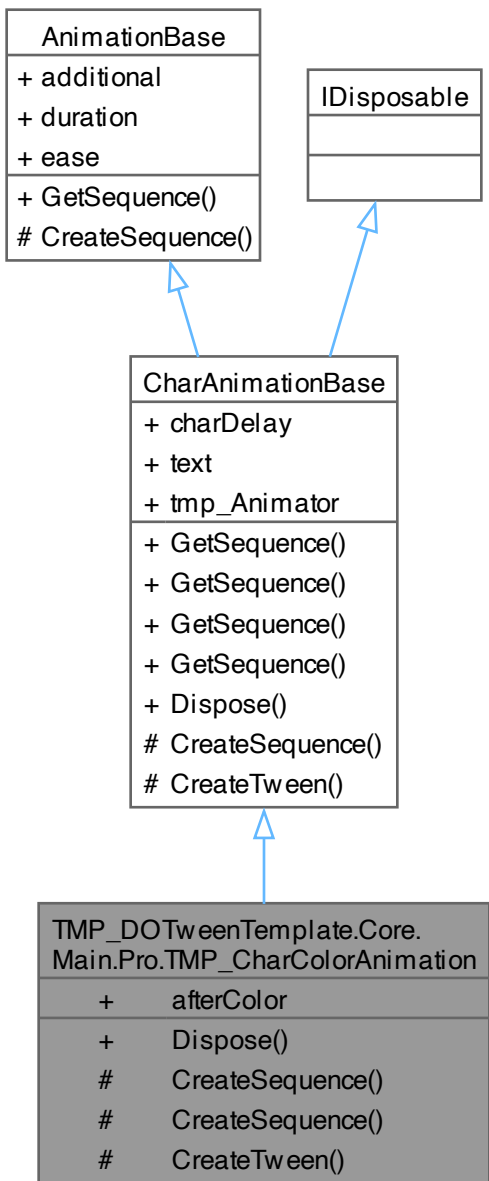 AnimationBase
+ additional
+ duration
+ ease
+ GetSequence()
# CreateSequence()
IDisposable
CharAnimationBase
+ charDelay
+ text
+ tmp_Animator
+ GetSequence()
+ GetSequence()
+ GetSequence()
+ GetSequence()
+ Dispose()
# CreateSequence()
# CreateTween()
TMP_DOTweenTemplate.Core.
Main.Pro.TMP_CharColorAnimation
+ afterColor
+ Dispose()
# CreateSequence()
# CreateSequence()
# CreateTween()